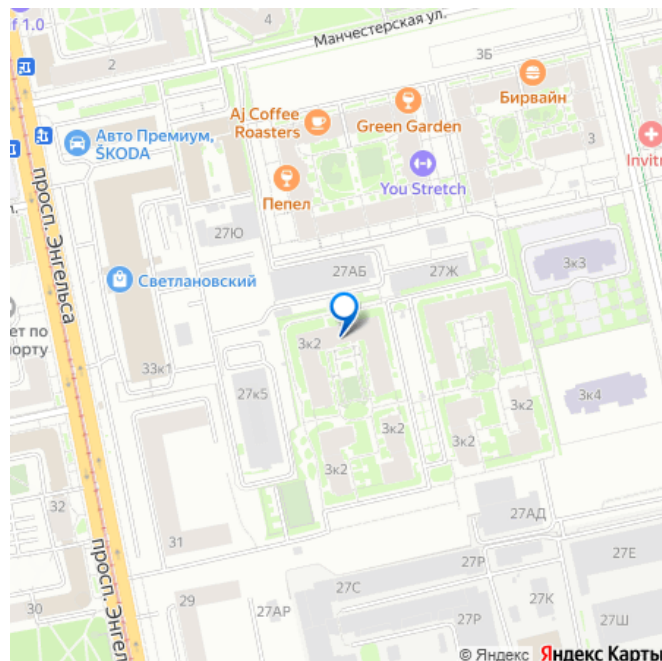 f 1.0
2
4
Манчестерская ул.
3Б
Авто Премиум,
ŠKODA
Aj Coffee
Roasters
Green Garden
Бирвайн
3
Invitr
Пепел
You Stretch
просп. Энгельса
27Ю
Светлановский
27АБ
27Ж
3к3
ет по
порту
33к1
3к2
27к5
3к4
3к2
3к2
3к2
3к2
32
31
27АД
просп. Энгельса
27Р
27Е
30
29
27АР
27С
27Р
27К
27Ш
© Яндекс Яндекс Карты